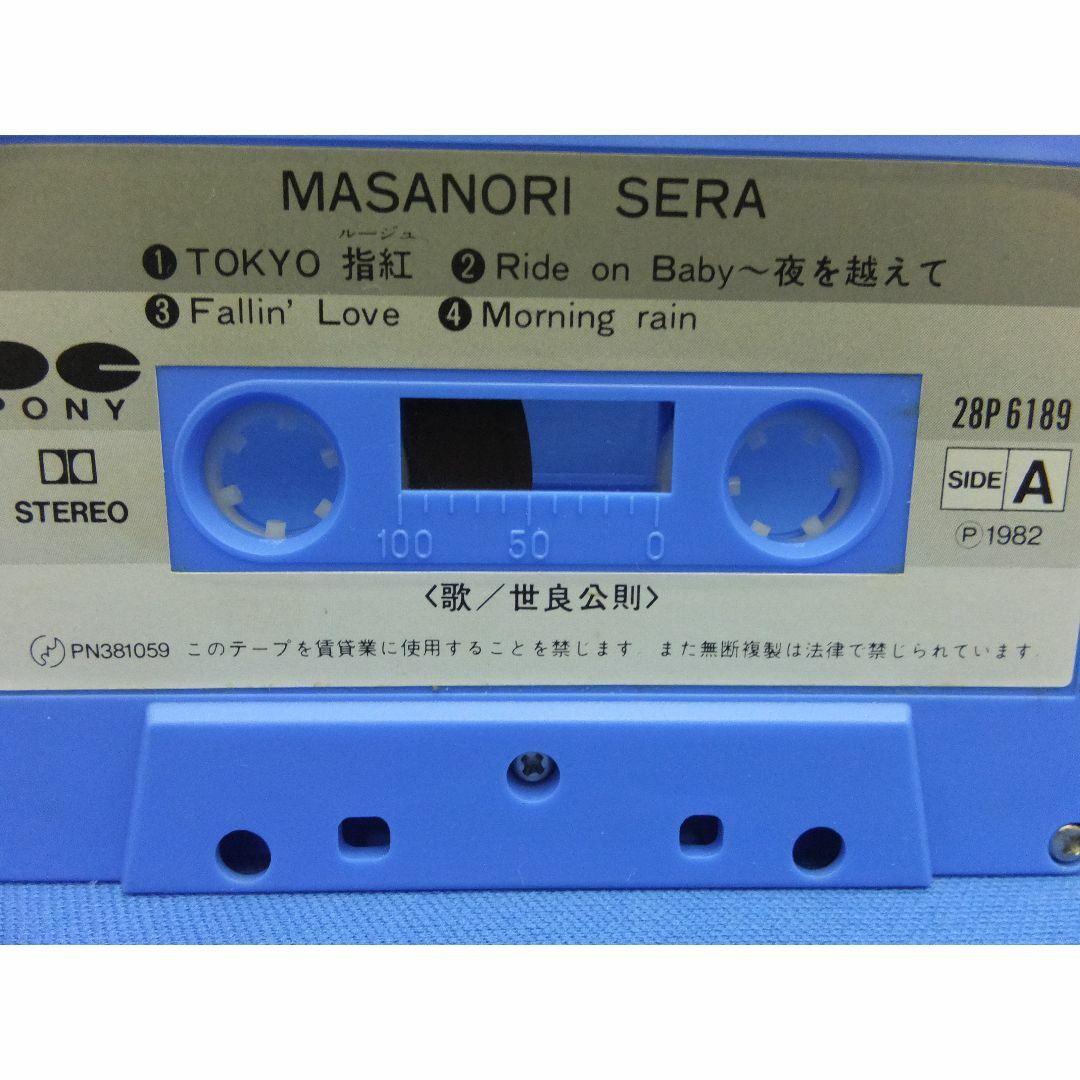 MASANORI SERA
ルージュ
❶TOKYO 指紅 ❷Ride on Baby～夜を越えて
❸Fallin' Love ❹Morning rain
PONY
28P6189
STEREO
SIDE A
Ⓟ1982
100 50 0
〈歌／世良公則〉
PN381059 このテープを賃貸業に使用することを禁じます. また無断複製は法律で禁じられています.